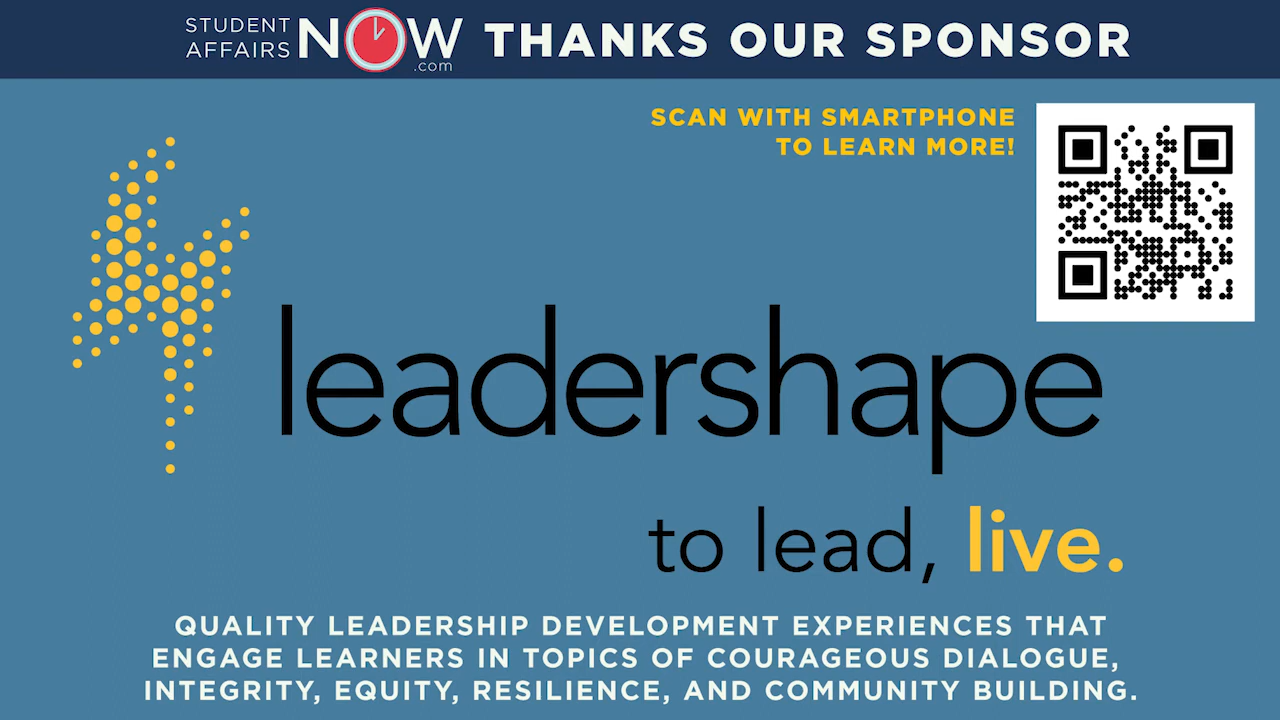 STUDENT AFFAIRS NOW .com THANKS OUR SPONSOR
SCAN WITH SMARTPHONE
TO LEARN MORE!
leadershape
to lead, live.
QUALITY LEADERSHIP DEVELOPMENT EXPERIENCES THAT
ENGAGE LEARNERS IN TOPICS OF COURAGEOUS DIALOGUE,
INTEGRITY, EQUITY, RESILIENCE, AND COMMUNITY BUILDING.